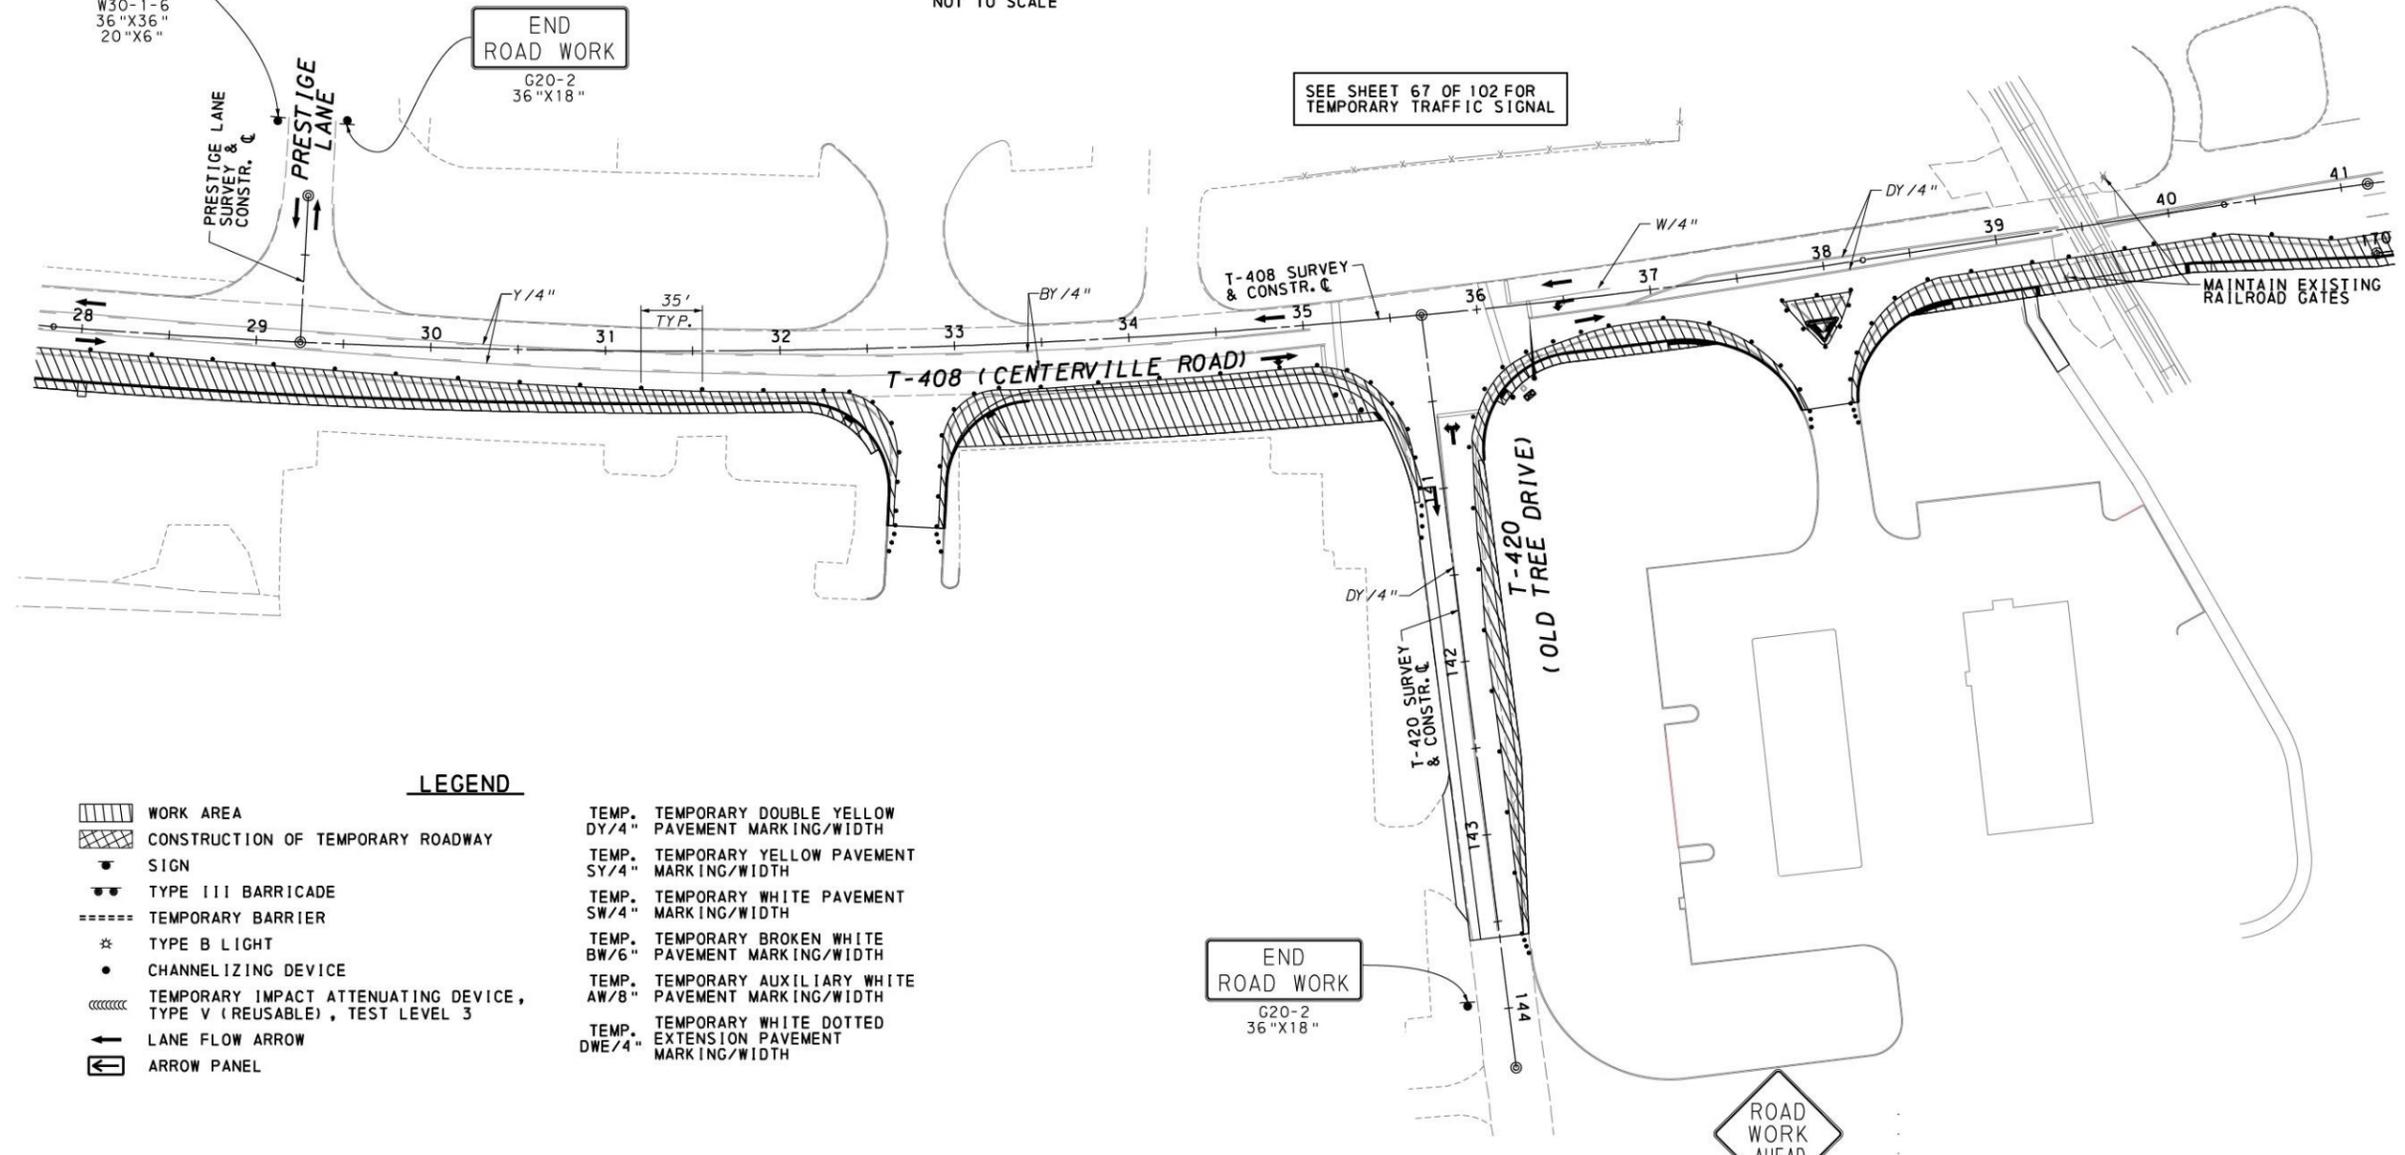 W30-1-6
36"X36"
20"X6"
END
ROAD WORK
G20-2
36"X18"
NOT TO SCALE
PRESTIGE LANE
SURVEY &
CONSTR. ℄
PRESTIGE
LANE
SEE SHEET 67 OF 102 FOR
TEMPORARY TRAFFIC SIGNAL
DY/4"
W/4"
T-408 SURVEY
& CONSTR. ℄
Y/4"
35'
TYP.
BY/4"
28
29
30
31
32
33
34
35
36
37
38
39
40
41
170
MAINTAIN EXISTING
RAILROAD GATES
T-408 (CENTERVILLE ROAD)
141
142
143
144
DY/4"
T-420
(OLD TREE DRIVE)
T-420 SURVEY
& CONSTR. ℄
END
ROAD WORK
G20-2
36"X18"
ROAD
WORK
AHEAD
LEGEND
WORK AREA
CONSTRUCTION OF TEMPORARY ROADWAY
SIGN
TYPE III BARRICADE
TEMPORARY BARRIER
TYPE B LIGHT
CHANNELIZING DEVICE
TEMPORARY IMPACT ATTENUATING DEVICE,
TYPE V (REUSABLE), TEST LEVEL 3
LANE FLOW ARROW
ARROW PANEL
TEMP. TEMPORARY DOUBLE YELLOW
DY/4" PAVEMENT MARKING/WIDTH
TEMP. TEMPORARY YELLOW PAVEMENT
SY/4" MARKING/WIDTH
TEMP. TEMPORARY WHITE PAVEMENT
SW/4" MARKING/WIDTH
TEMP. TEMPORARY BROKEN WHITE
BW/6" PAVEMENT MARKING/WIDTH
TEMP. TEMPORARY AUXILIARY WHITE
AW/8" PAVEMENT MARKING/WIDTH
TEMP. TEMPORARY WHITE DOTTED
DWE/4" EXTENSION PAVEMENT
MARKING/WIDTH